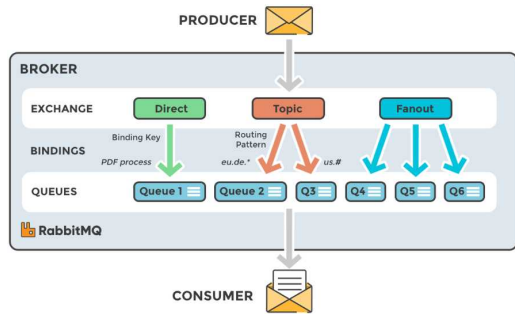 PRODUCER
BROKER
EXCHANGE
Direct
Topic
Fanout
BINDINGS
Binding Key
PDF process
Routing
Pattern
eu.de.*
us.#
QUEUES
Queue 1
Queue 2
Q3
Q4
Q5
Q6
RabbitMQ
CONSUMER